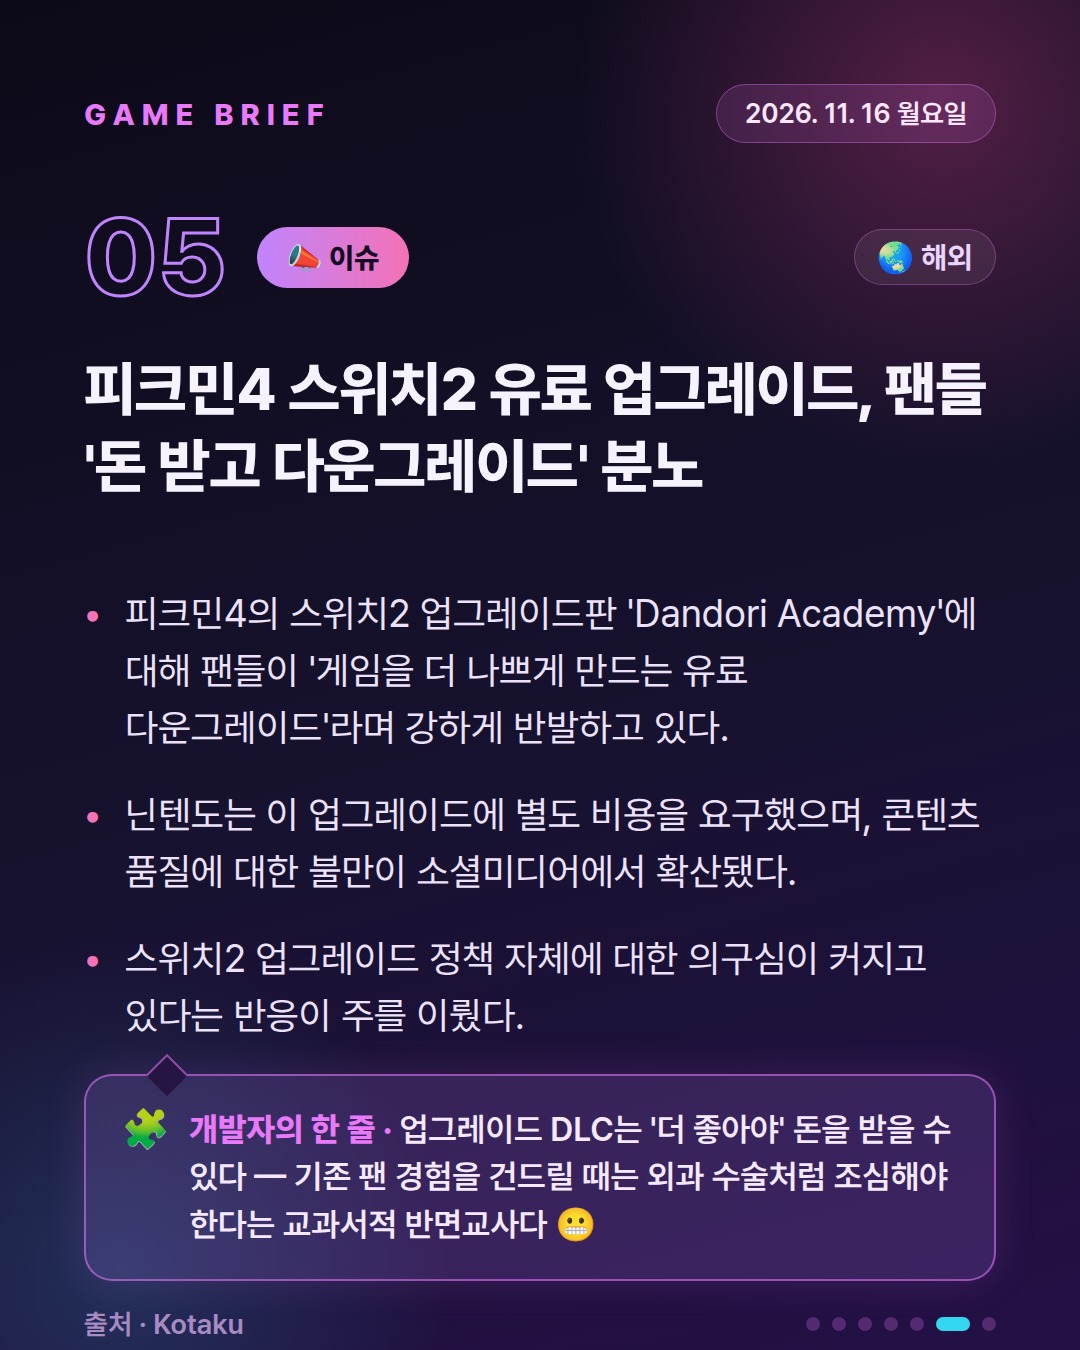 GAME BRIEF
2026. 11. 16 월요일
05
📣 이슈
🌏 해외
피크민4 스위치2 유료 업그레이드, 팬들
'돈 받고 다운그레이드' 분노
• 피크민4의 스위치2 업그레이드판 'Dandori Academy'에
대해 팬들이 '게임을 더 나쁘게 만드는 유료
다운그레이드'라며 강하게 반발하고 있다.
• 닌텐도는 이 업그레이드에 별도 비용을 요구했으며, 콘텐츠
품질에 대한 불만이 소셜미디어에서 확산됐다.
• 스위치2 업그레이드 정책 자체에 대한 의구심이 커지고
있다는 반응이 주를 이뤘다.
🧩 개발자의 한 줄 · 업그레이드 DLC는 '더 좋아야' 돈을 받을 수
있다 — 기존 팬 경험을 건드릴 때는 외과 수술처럼 조심해야
한다는 교과서적 반면교사다 😬
출처 · Kotaku